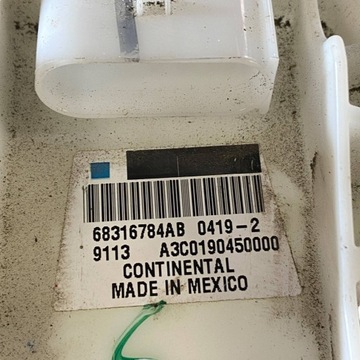 68316784AB 0419-2
9113 A3C0190450000
CONTINENTAL
MADE IN MEXICO